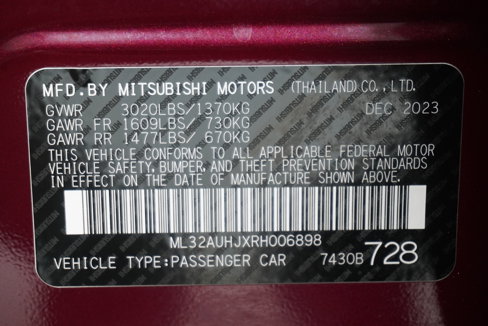 MFD.BY MITSUBISHI MOTORS (THAILAND CO.,LTD.
GVWR 3020LBS/1370KG DEC 2023
GAWR FR 1609LBS/ 730KG
GAWR RR 1477LBS/ 670KG
THIS VEHICLE CONFORMS TO ALL APPLICABLE FEDERAL MOTOR
VEHICLE SAFETY, BUMPER, AND THEFT PREVENTION STANDARDS
IN EFFECT ON THE DATE OF MANUFACTURE SHOWN ABOVE.
ML32AUHJXRH006898
VEHICLE TYPE:PASSENGER CAR 7430B 728